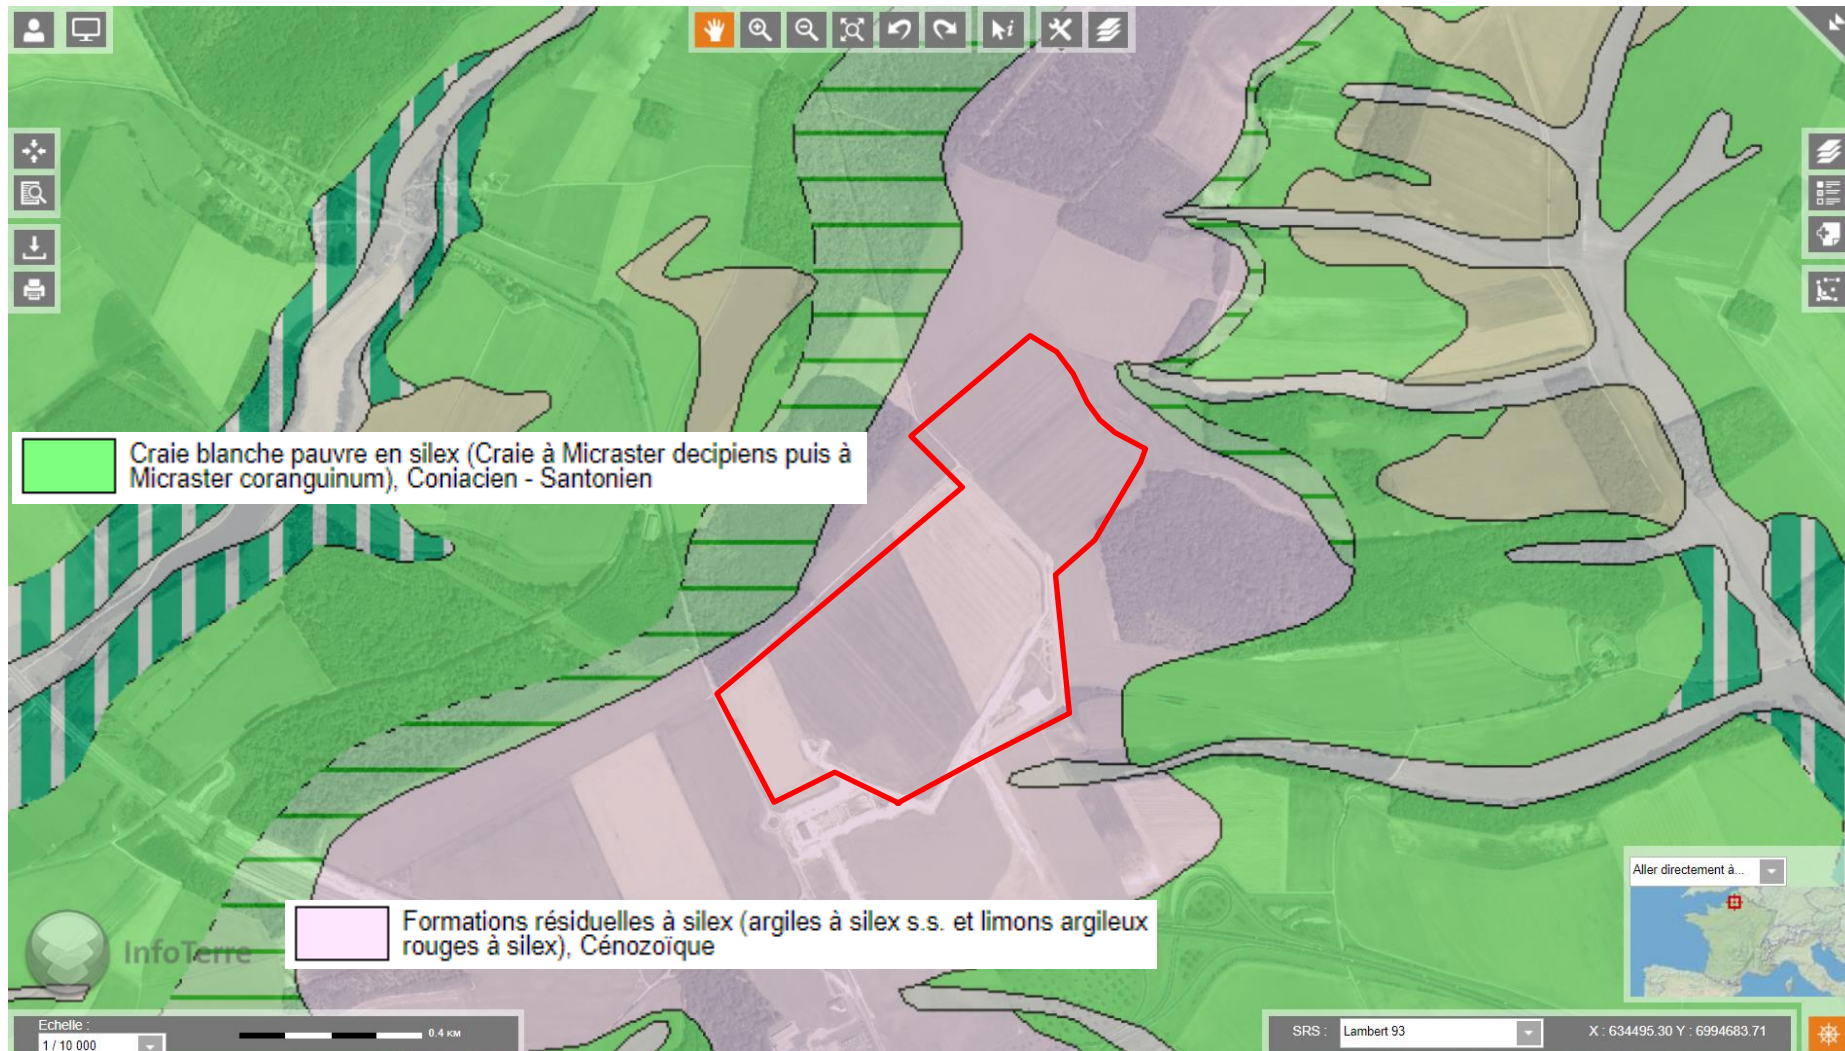 Craie blanche pauvre en silex (Craie à Micraster decipiens puis à
Micraster coranguinum), Coniacien - Santonien
Aller directement à...
Formations résiduelles à silex (argiles à silex s.s. et limons argileux
rouges à silex), Cénozoïque
InfoTerre
Echelle :
1 / 10 000
0.4 км
SRS :
Lambert 93
X : 634495.30 Y : 6994683.71